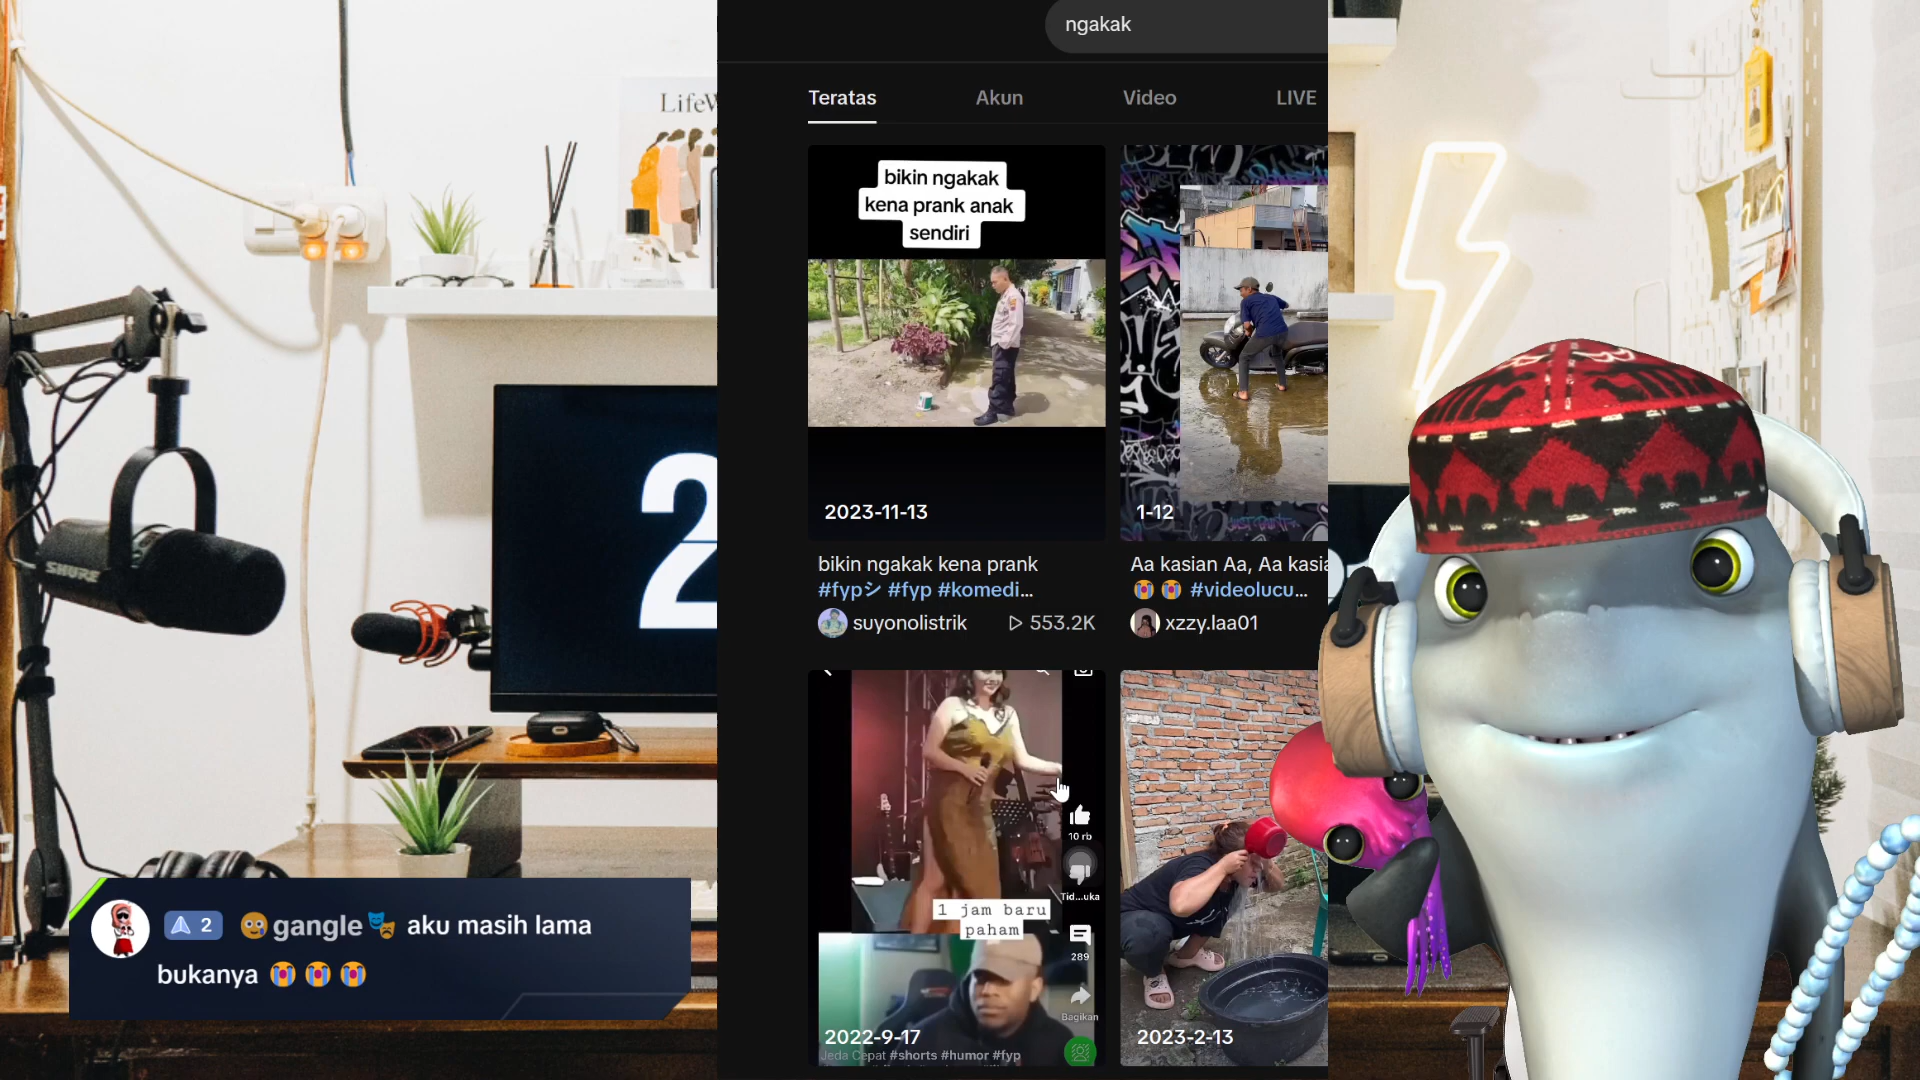 ngakak
Teratas
Akun
Video
LIVE
bikin ngakak
kena prank anak
sendiri
2023-11-13
1-12
bikin ngakak kena prank
#fypシ #fyp #komedi...
suyonolistrik
553.2K
Aa kasian Aa, Aa kasia
😭 😭 #videolucu...
xzzy.laa01
10 rb
Tid...uka
1 jam baru
paham
289
Bagikan
2022-9-17
Jeda Cepat #shorts #humor #fyp
2023-2-13
LifeW
SHURE
2
2 gangle🎭 aku masih lama
bukanya 😭 😭 😭